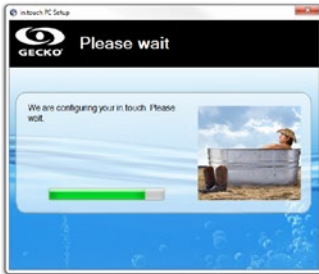 in.touch PC Setup
GECKO
Please wait
We are configuring your in.touch. Please
wait.